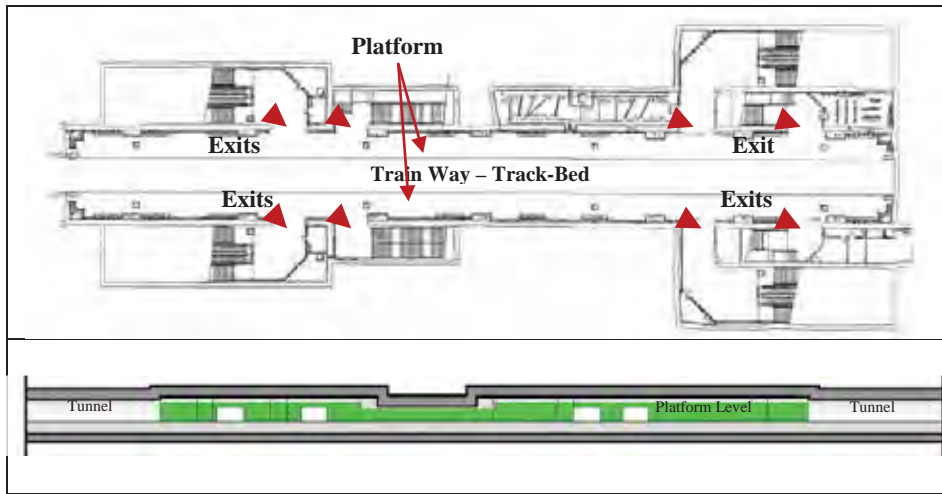 Platform
Exits
Exit
Train Way – Track-Bed
Exits
Exits
Tunnel
Platform Level
Tunnel